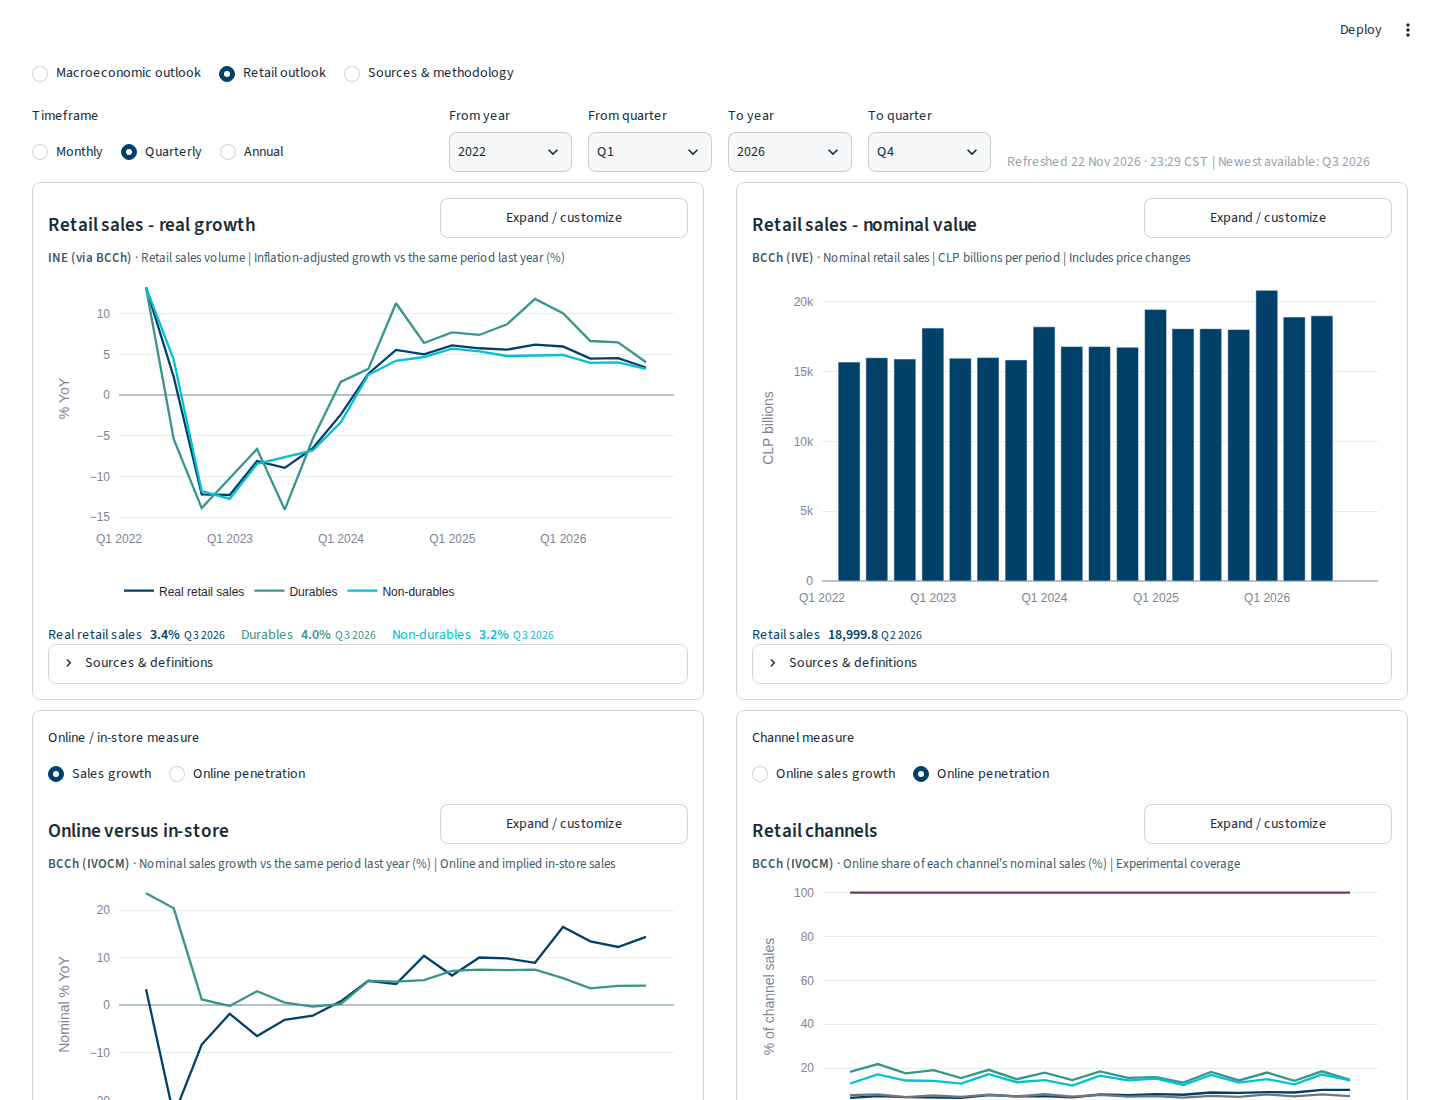 Deploy
Macroeconomic outlook Retail outlook Sources & methodology
Timeframe From year From quarter To year To quarter
Monthly Quarterly Annual 2022 Q1 2026 Q4 Refreshed 22 Nov 2026 · 23:29 CST | Newest available: Q3 2026
Retail sales - real growth Expand / customize
INE (via BCCh) · Retail sales volume | Inflation-adjusted growth vs the same period last year (%)
10
5
0
−5
−10
−15
% YoY
Q1 2022 Q1 2023 Q1 2024 Q1 2025 Q1 2026
Real retail sales Durables Non-durables
Real retail sales 3.4% Q3 2026 Durables 4.0% Q3 2026 Non-durables 3.2% Q3 2026
Sources & definitions
Retail sales - nominal value Expand / customize
BCCh (IVE) · Nominal retail sales | CLP billions per period | Includes price changes
20k
15k
10k
5k
0
CLP billions
Q1 2022 Q1 2023 Q1 2024 Q1 2025 Q1 2026
Retail sales 18,999.8 Q2 2026
Sources & definitions
Online / in-store measure
Sales growth Online penetration
Online versus in-store Expand / customize
BCCh (IVOCM) · Nominal sales growth vs the same period last year (%) | Online and implied in-store sales
20
10
0
−10
−20
Nominal % YoY
Channel measure
Online sales growth Online penetration
Retail channels Expand / customize
BCCh (IVOCM) · Online share of each channel's nominal sales (%) | Experimental coverage
100
80
60
40
20
% of channel sales